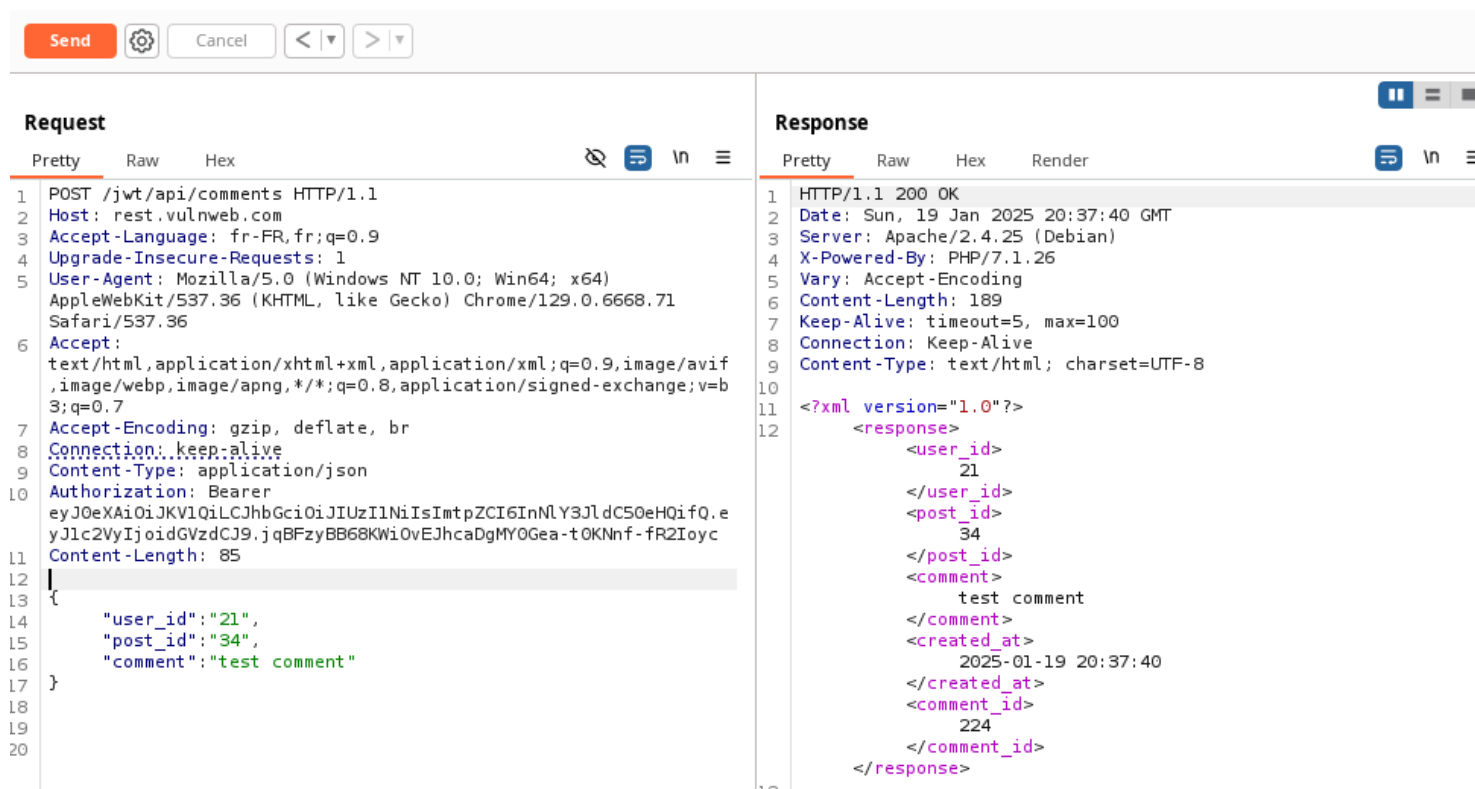 Send
Cancel
Request
Pretty Raw Hex
\n
1 POST /jwt/api/comments HTTP/1.1
2 Host: rest.vulnweb.com
3 Accept-Language: fr-FR,fr;q=0.9
4 Upgrade-Insecure-Requests: 1
5 User-Agent: Mozilla/5.0 (Windows NT 10.0; Win64; x64)
AppleWebKit/537.36 (KHTML, like Gecko) Chrome/129.0.6668.71
Safari/537.36
6 Accept:
text/html,application/xhtml+xml,application/xml;q=0.9,image/avif
,image/webp,image/apng,*/*;q=0.8,application/signed-exchange;v=b
3;q=0.7
7 Accept-Encoding: gzip, deflate, br
8 Connection: keep-alive
9 Content-Type: application/json
10 Authorization: Bearer
eyJ0eXAiOiJKV1QiLCJhbGciOiJIUzI1NiIsImtpZCI6InNlY3JldC50eHQifQ.e
yJ1c2VyIjoidGVzdCJ9.jqBFzyBB68KWiOvEJhcaDgMY0Gea-t0KNnf-fR2Ioyc
11 Content-Length: 85
12
13 {
14 "user_id":"21",
15 "post_id":"34",
16 "comment":"test comment"
17 }
18
19
20
Response
Pretty Raw Hex Render
\n
1 HTTP/1.1 200 OK
2 Date: Sun, 19 Jan 2025 20:37:40 GMT
3 Server: Apache/2.4.25 (Debian)
4 X-Powered-By: PHP/7.1.26
5 Vary: Accept-Encoding
6 Content-Length: 189
7 Keep-Alive: timeout=5, max=100
8 Connection: Keep-Alive
9 Content-Type: text/html; charset=UTF-8
10
11 <?xml version="1.0"?>
12 <response>
<user_id>
21
</user_id>
<post_id>
34
</post_id>
<comment>
test comment
</comment>
<created_at>
2025-01-19 20:37:40
</created_at>
<comment_id>
224
</comment_id>
</response>